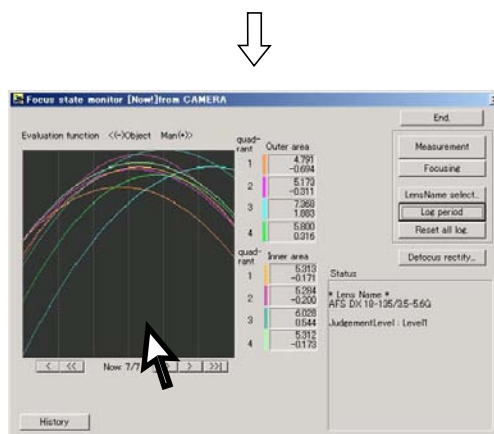 Focus state monitor [Now!]from CAMERA
End.
Evaluation function <(-)Object Man(+)>
Measurement
Focusing
LensName select..
Log period
Reset all log.
Defocus rectify...
quad-
rant Outer area
1 4.791
-0.694
2 5.173
-0.311
3 7.368
1.883
4 5.800
0.316
quad-
rant Inner area
1 5.313
-0.171
2 5.284
-0.200
3 6.028
0.544
4 5.312
-0.173
Status
* Lens Name *
AFS DX 18-135/3.5-5.6G
JudgementLevel : Level1
< << Now: 7/7 > >>|
History